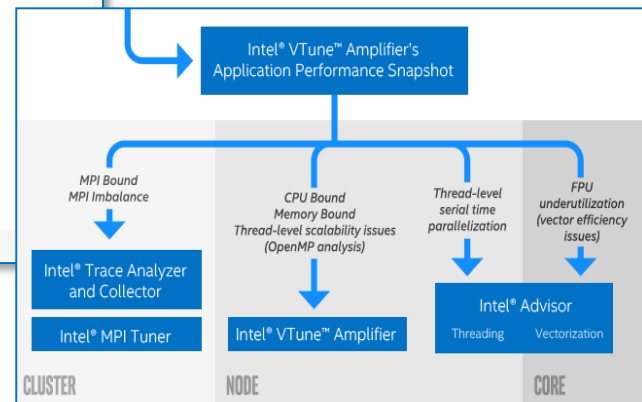 Intel® VTune™ Amplifier's
Application Performance Snapshot
MPI Bound
MPI Imbalance
CPU Bound
Memory Bound
Thread-level scalability issues
(OpenMP analysis)
Thread-level
serial time
parallelization
FPU
underutilization
(vector efficiency
issues)
Intel® Trace Analyzer
and Collector
Intel® MPI Tuner
Intel® VTune™ Amplifier
Intel® Advisor
Threading Vectorization
CLUSTER
NODE
CORE